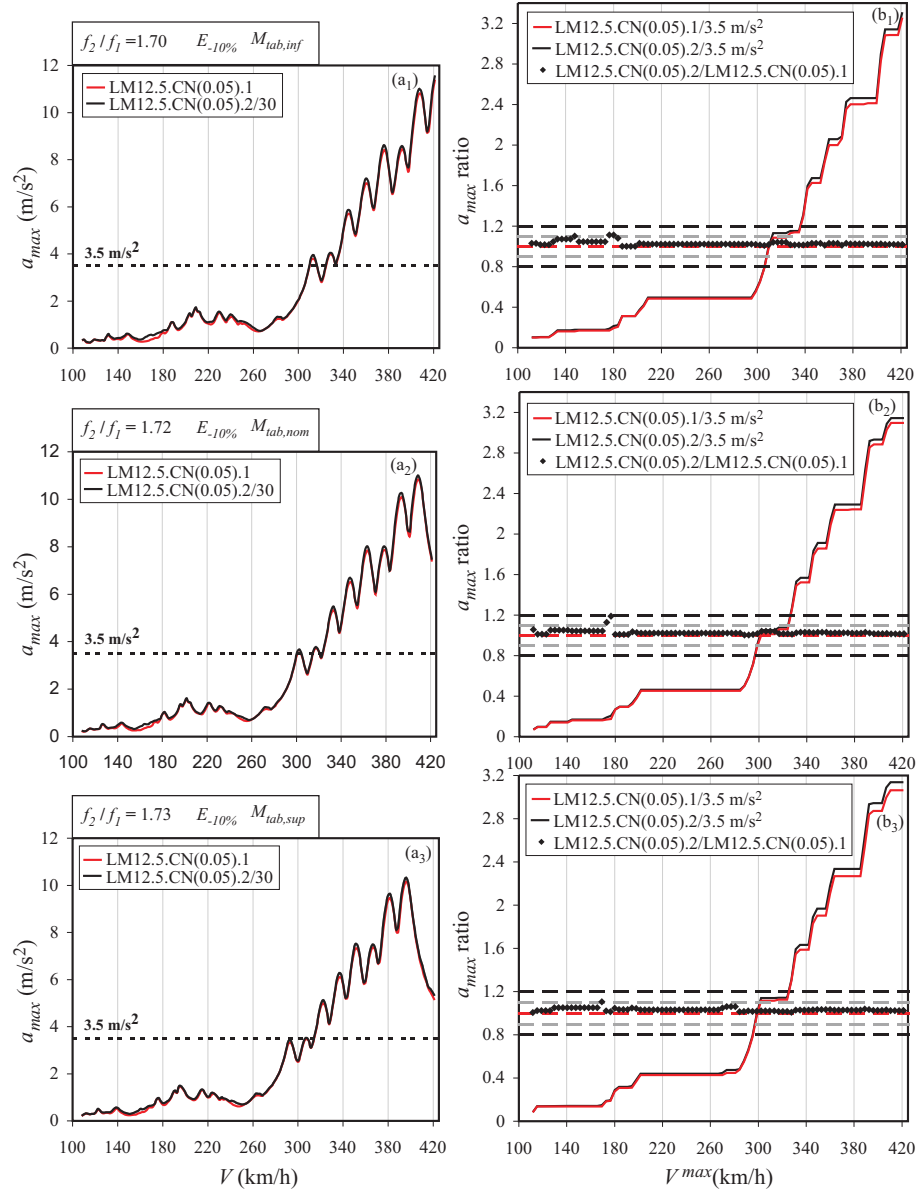 f2 / f1 =1.70 E-10% Mtab,inf
(a1)
LM12.5.CN(0.05).1
LM12.5.CN(0.05).2/30
amax (m/s2)
12
10
8
6
4
2
0
3.5 m/s2
100 140 180 220 260 300 340 380 420
(b1)
LM12.5.CN(0.05).1/3.5 m/s2
LM12.5.CN(0.05).2/3.5 m/s2
LM12.5.CN(0.05).2/LM12.5.CN(0.05).1
amax ratio
3.2
2.8
2.4
2
1.6
1.2
0.8
0.4
0
100 140 180 220 260 300 340 380 420
f2 / f1 =1.72 E-10% Mtab,nom
(a2)
LM12.5.CN(0.05).1
LM12.5.CN(0.05).2/30
amax (m/s2)
12
10
8
6
4
2
0
3.5 m/s2
100 140 180 220 260 300 340 380 420
(b2)
LM12.5.CN(0.05).1/3.5 m/s2
LM12.5.CN(0.05).2/3.5 m/s2
LM12.5.CN(0.05).2/LM12.5.CN(0.05).1
amax ratio
3.2
2.8
2.4
2
1.6
1.2
0.8
0.4
0
100 140 180 220 260 300 340 380 420
f2 / f1 =1.73 E-10% Mtab,sup
(a3)
LM12.5.CN(0.05).1
LM12.5.CN(0.05).2/30
amax (m/s2)
12
10
8
6
4
2
0
3.5 m/s2
100 140 180 220 260 300 340 380 420
V (km/h)
(b3)
LM12.5.CN(0.05).1/3.5 m/s2
LM12.5.CN(0.05).2/3.5 m/s2
LM12.5.CN(0.05).2/LM12.5.CN(0.05).1
amax ratio
3.2
2.8
2.4
2
1.6
1.2
0.8
0.4
0
100 140 180 220 260 300 340 380 420
Vmax(km/h)